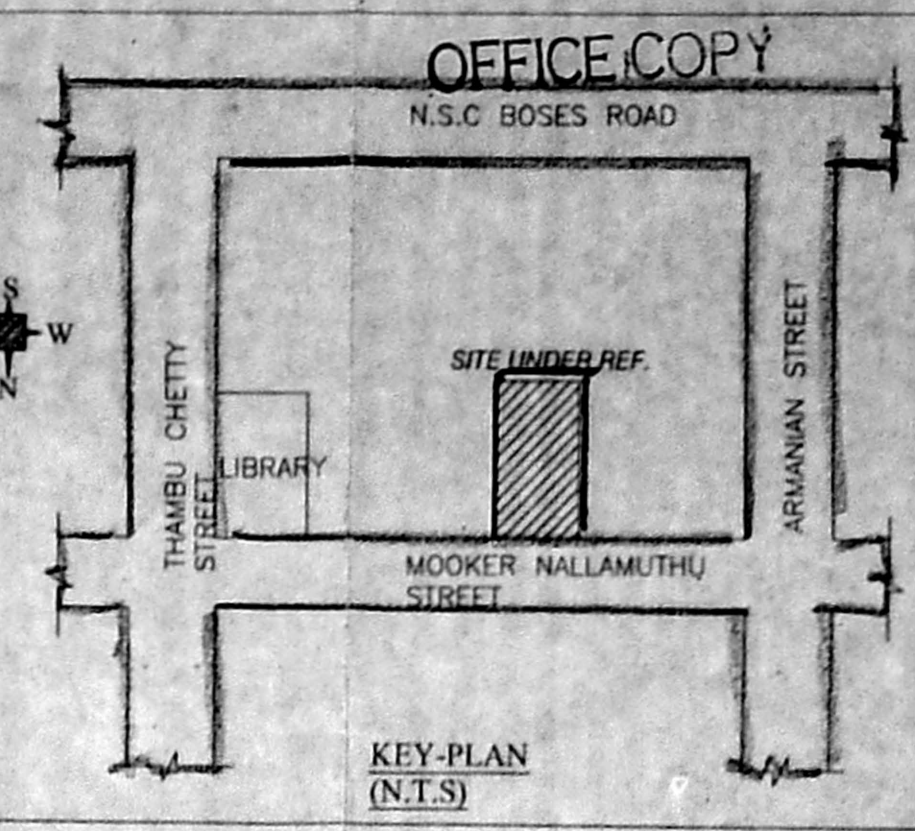 OFFICE COPY
N.S.C BOSES ROAD
S
W
N
SITE UNDER REF.
THAMBU CHETTY
STREET
LIBRARY
ARMANIAN STREET
MOOKER NALLAMUTHU
STREET
KEY-PLAN
(N.T.S)